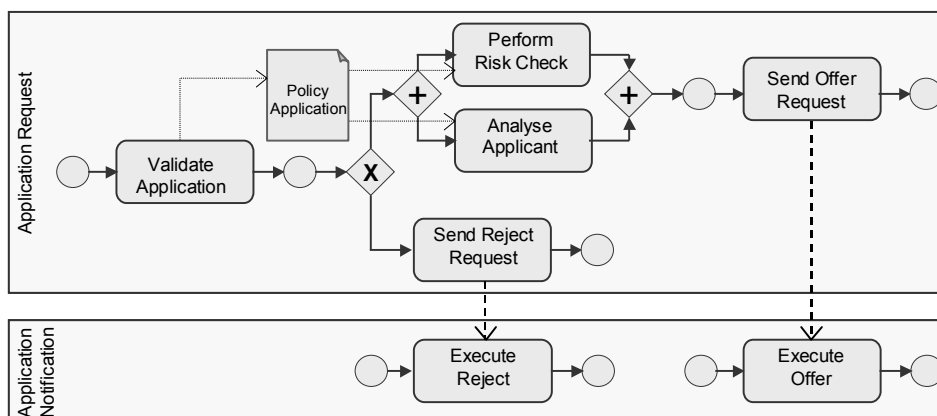 Application Request
Perform
Risk Check
Policy
Application
+
+
Send Offer
Request
Analyse
Applicant
Validate
Application
X
Send Reject
Request
Application
Notification
Execute
Reject
Execute
Offer